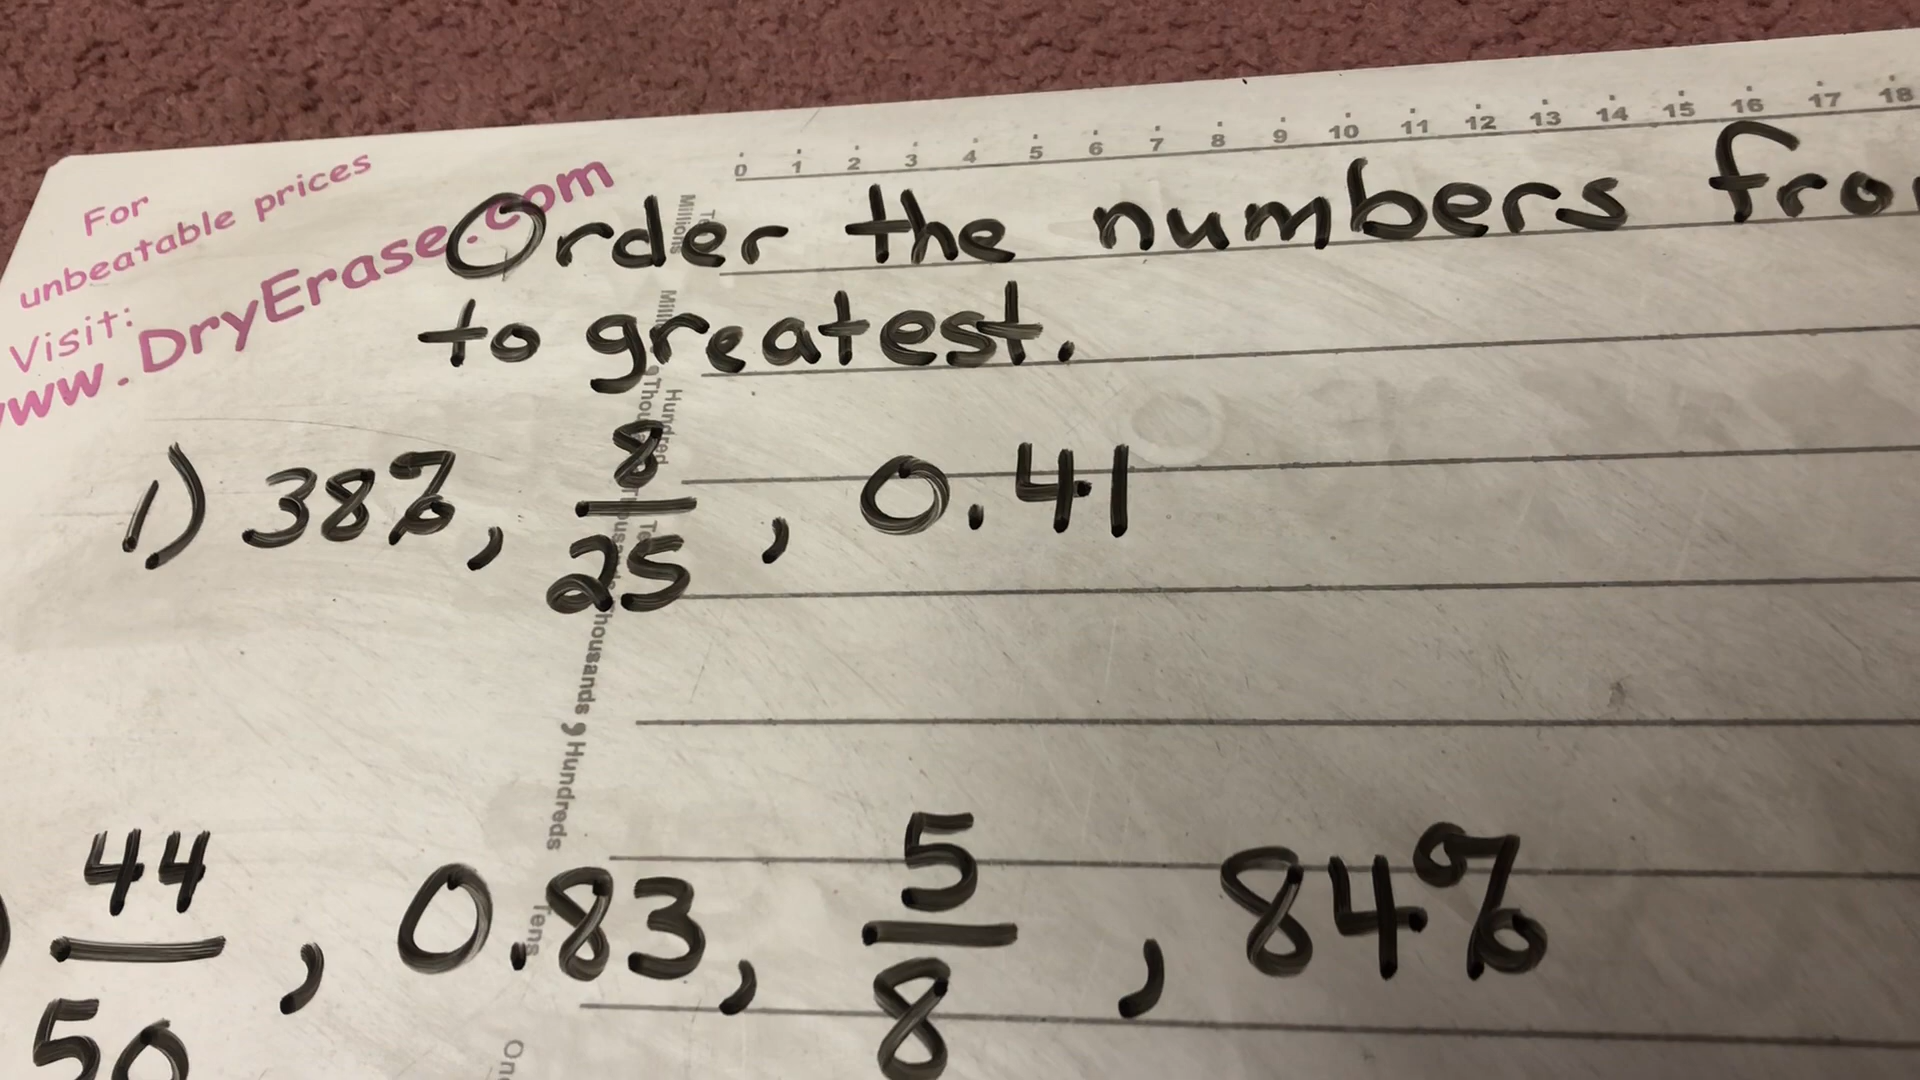 For
unbeatable prices
Visit:
www.DryErase.com
0 1 2 3 4 5 6 7 8 9 10 11 12 13 14 15 16 17 18
Order the numbers
to greatest.
1) 38%, 8/25, 0.41
44/50, 0.83, 5/8, 84%
Millions
Hundred
Thousands, Hundreds
Tens